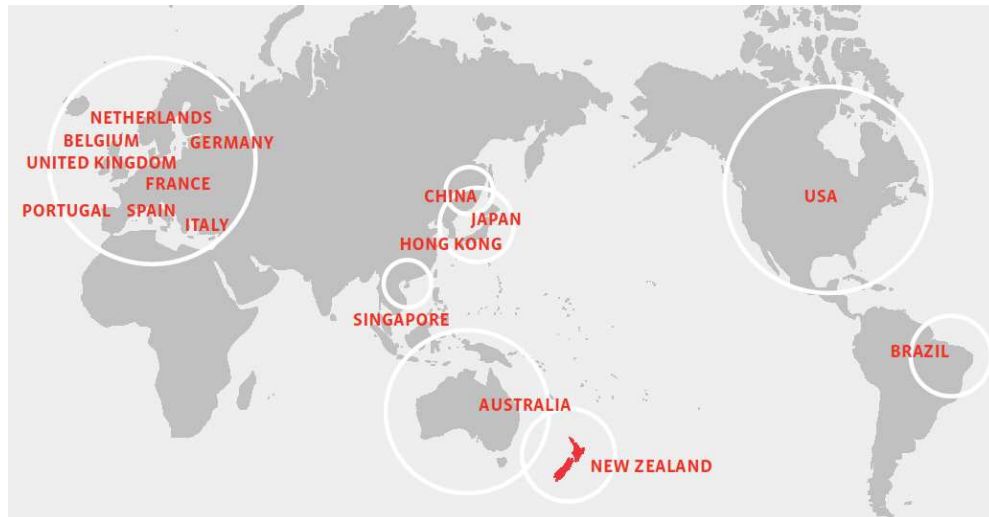 NETHERLANDS
BELGIUM
GERMANY
UNITED KINGDOM
FRANCE
PORTUGAL
SPAIN
ITALY
CHINA
JAPAN
HONG KONG
SINGAPORE
USA
BRAZIL
AUSTRALIA
NEW ZEALAND